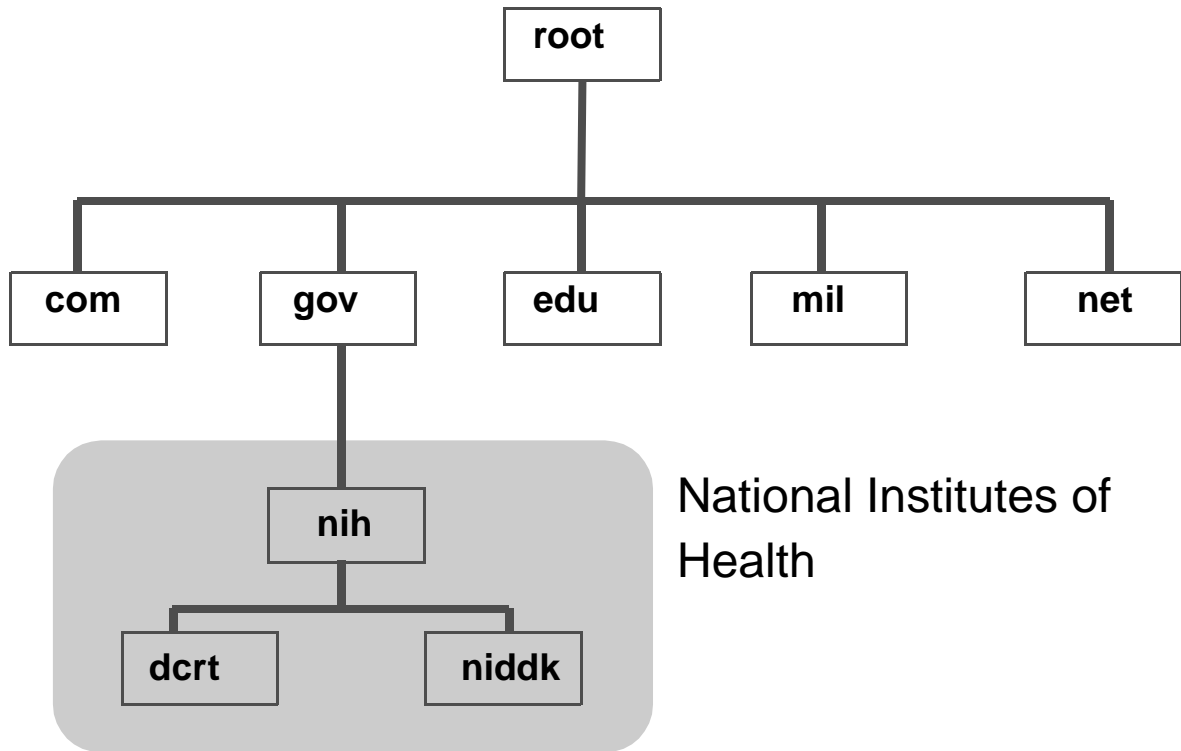 root
com gov edu mil net
National Institutes of
nih
Health
dcrt niddk